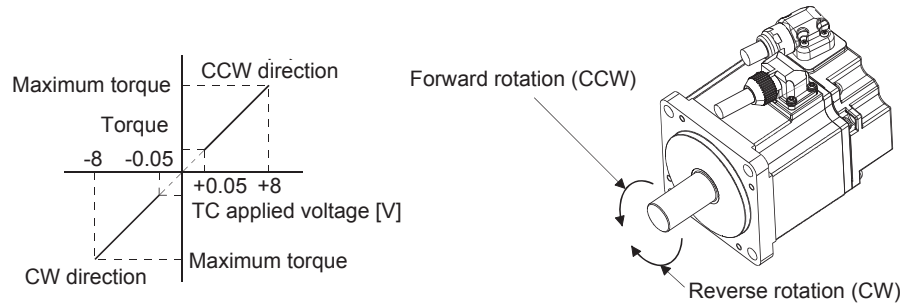 CCW direction
Maximum torque
Torque
-8 -0.05
+0.05 +8
TC applied voltage [V]
CW direction
Maximum torque
Forward rotation (CCW)
Reverse rotation (CW)